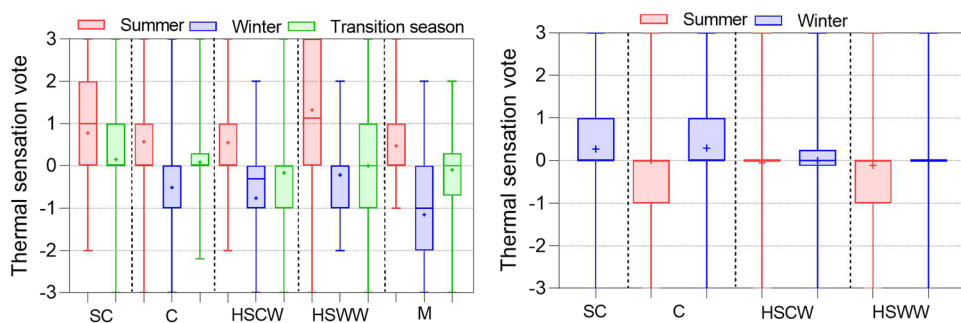 Summer Winter Transition season
Thermal sensation vote
3
2
1
0
-1
-2
-3
SC C HSCW HSWW M
Summer Winter
Thermal sensation vote
3
2
1
0
-1
-2
-3
SC C HSCW HSWW